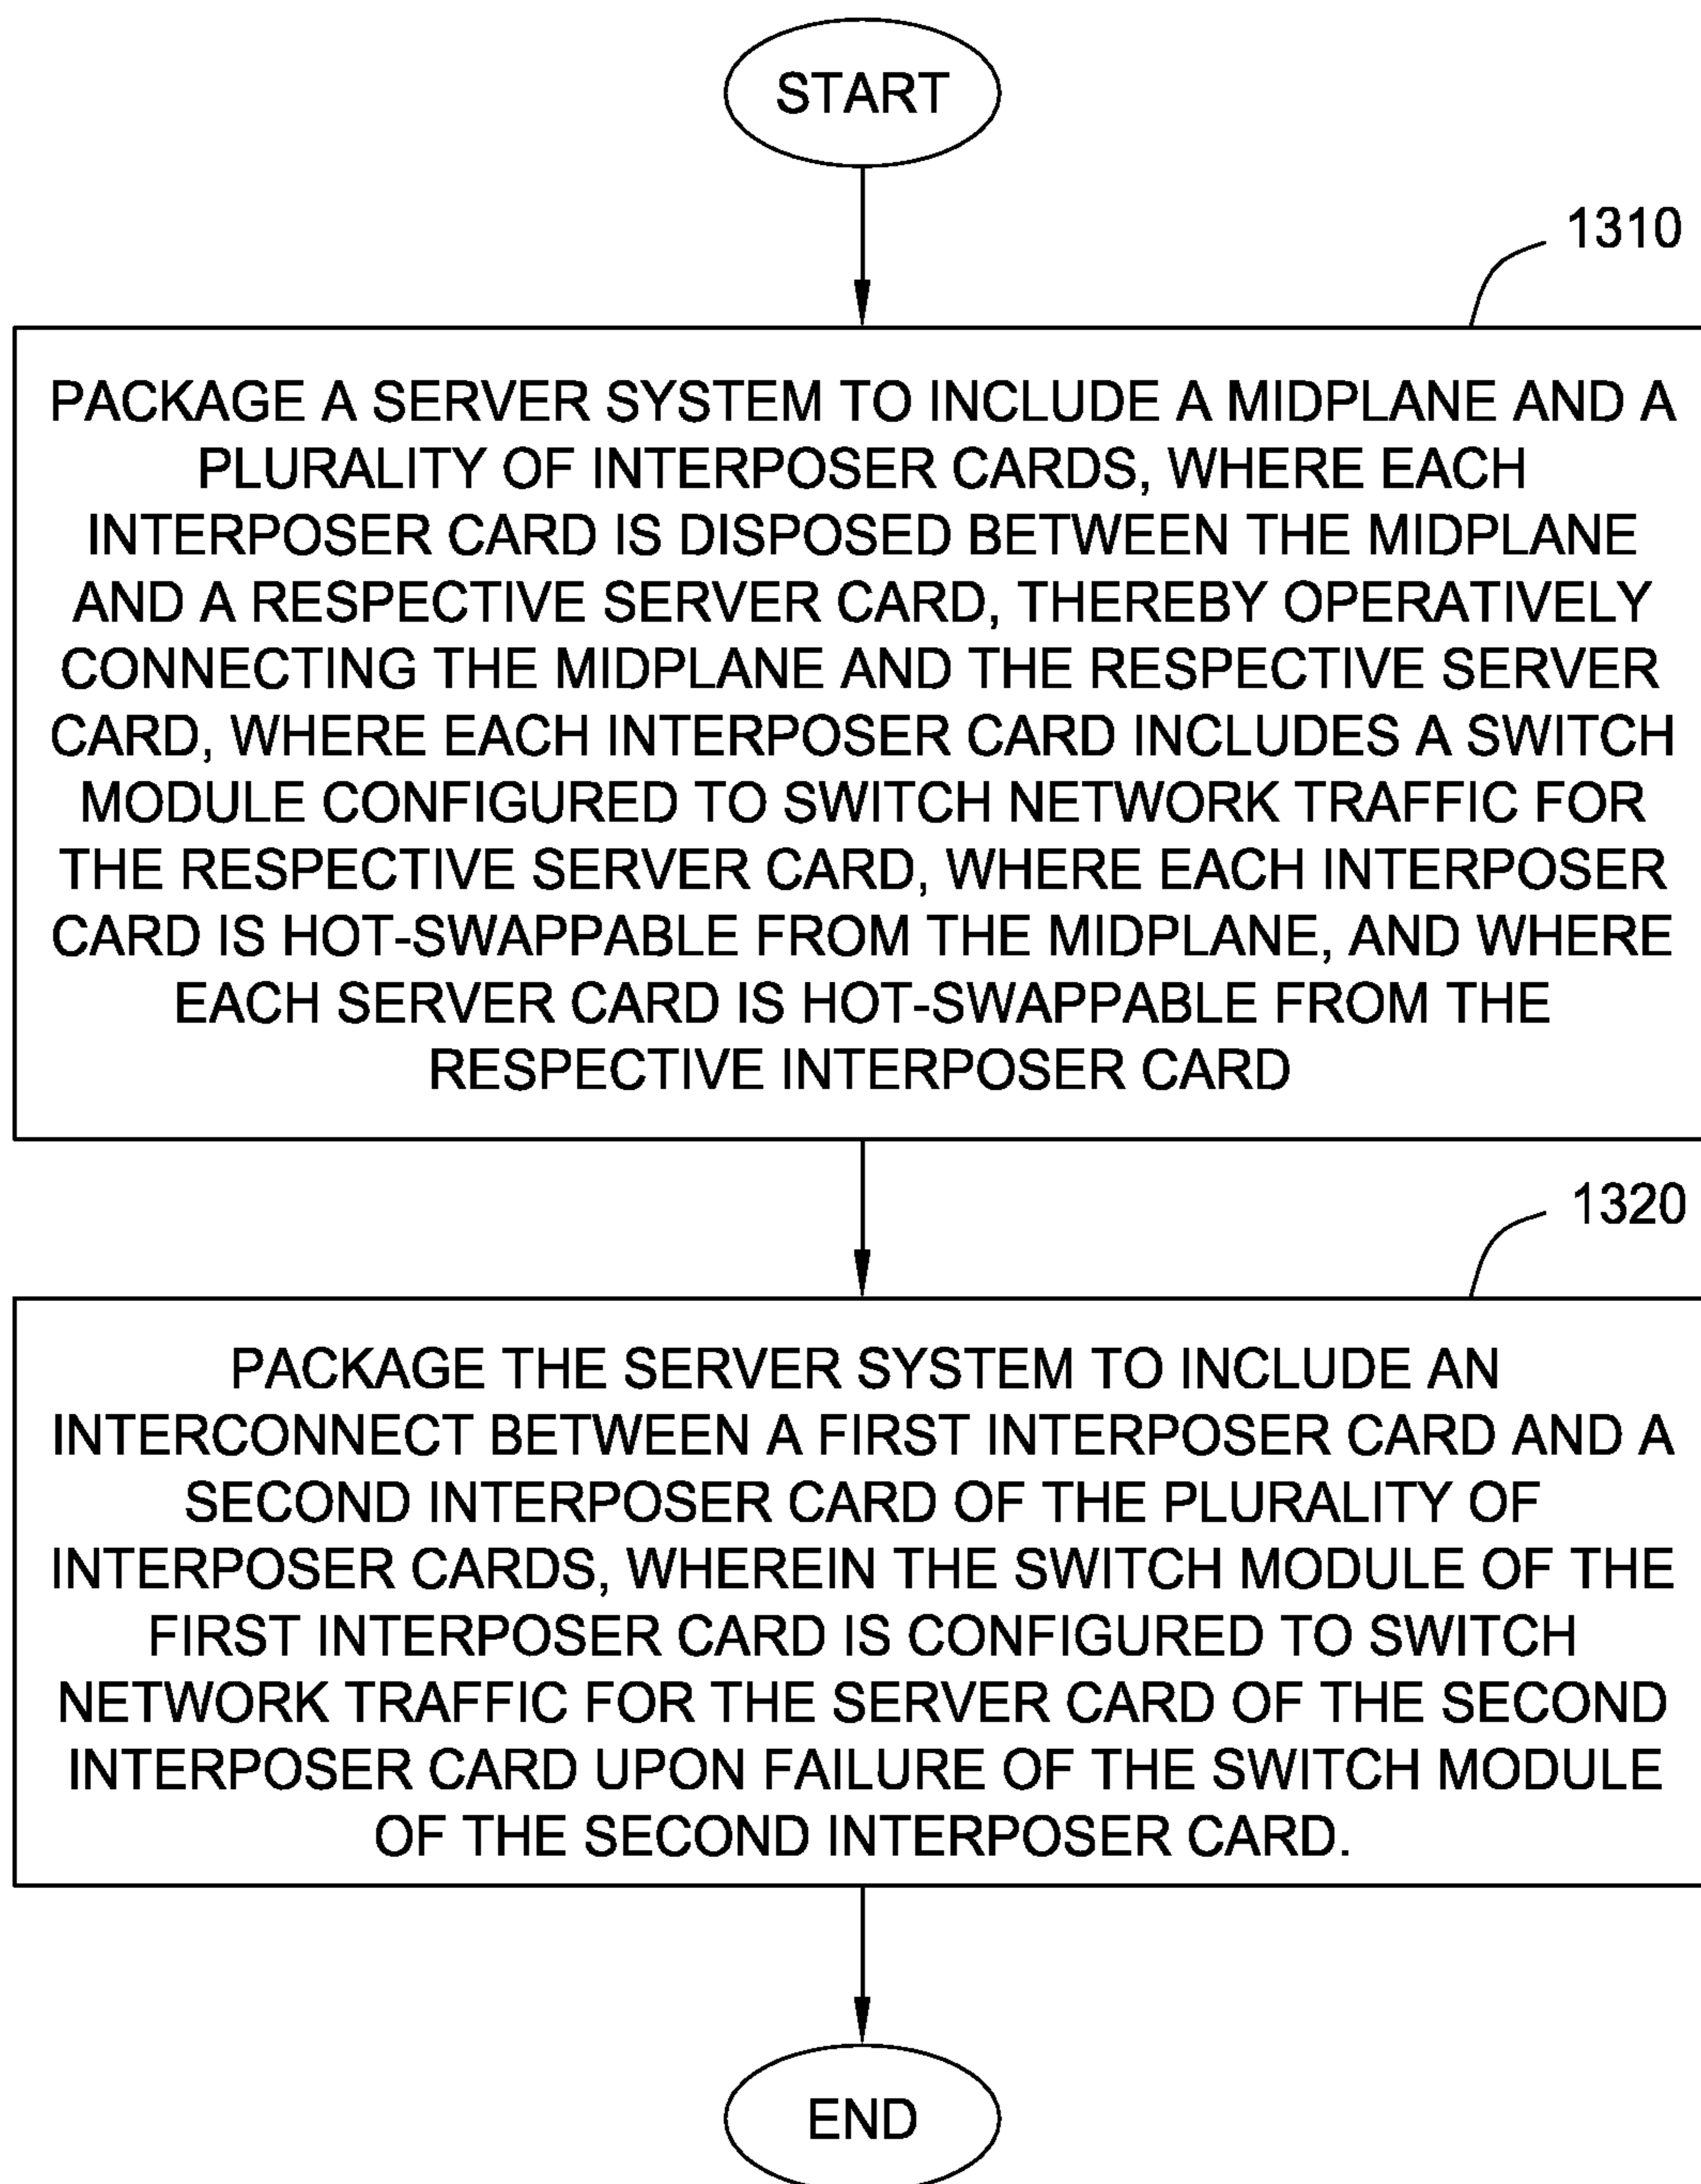 START
1310
PACKAGE A SERVER SYSTEM TO INCLUDE A MIDPLANE AND A
PLURALITY OF INTERPOSER CARDS, WHERE EACH
INTERPOSER CARD IS DISPOSED BETWEEN THE MIDPLANE
AND A RESPECTIVE SERVER CARD, THEREBY OPERATIVELY
CONNECTING THE MIDPLANE AND THE RESPECTIVE SERVER
CARD, WHERE EACH INTERPOSER CARD INCLUDES A SWITCH
MODULE CONFIGURED TO SWITCH NETWORK TRAFFIC FOR
THE RESPECTIVE SERVER CARD, WHERE EACH INTERPOSER
CARD IS HOT-SWAPPABLE FROM THE MIDPLANE, AND WHERE
EACH SERVER CARD IS HOT-SWAPPABLE FROM THE
RESPECTIVE INTERPOSER CARD
1320
PACKAGE THE SERVER SYSTEM TO INCLUDE AN
INTERCONNECT BETWEEN A FIRST INTERPOSER CARD AND A
SECOND INTERPOSER CARD OF THE PLURALITY OF
INTERPOSER CARDS, WHEREIN THE SWITCH MODULE OF THE
FIRST INTERPOSER CARD IS CONFIGURED TO SWITCH
NETWORK TRAFFIC FOR THE SERVER CARD OF THE SECOND
INTERPOSER CARD UPON FAILURE OF THE SWITCH MODULE
OF THE SECOND INTERPOSER CARD.
END